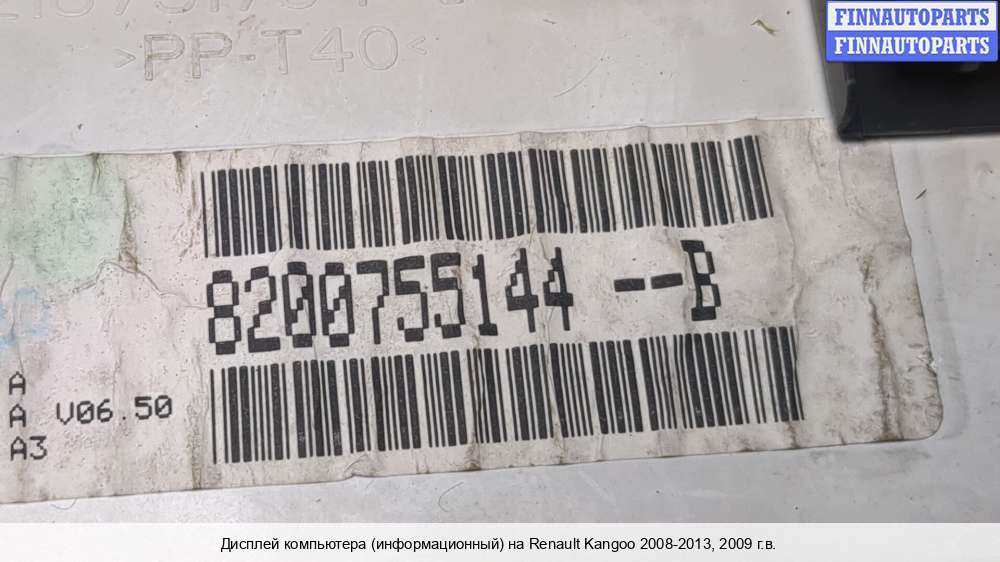 FINNAUTOPARTS
FINNAUTOPARTS
>PP-T40<
8200755144 --B
A
A V06.50
A3
Дисплей компьютера (информационный) на Renault Kangoo 2008-2013, 2009 г.в.